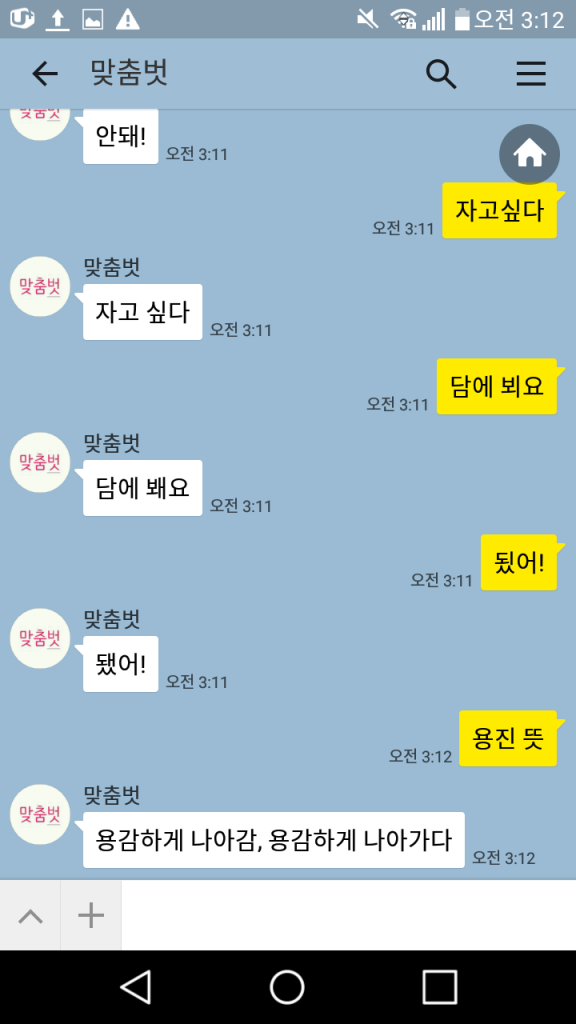 오전 3:12
맞춤벗
맞춤벗
안돼!
오전 3:11
자고싶다
오전 3:11
맞춤벗
맞춤벗
자고 싶다
오전 3:11
담에 뵈요
오전 3:11
맞춤벗
맞춤벗
담에 봬요
오전 3:11
됬어!
오전 3:11
맞춤벗
맞춤벗
됐어!
오전 3:11
용진 뜻
오전 3:12
맞춤벗
맞춤벗
용감하게 나아감, 용감하게 나아가다
오전 3:12